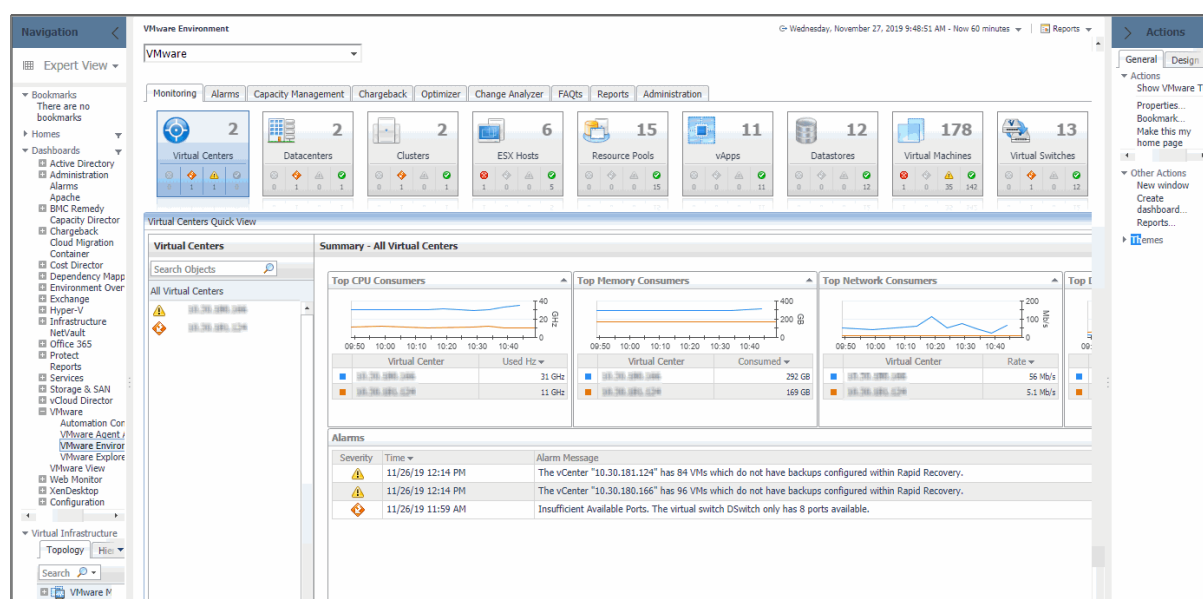 Navigation
Expert View
Bookmarks
There are no
bookmarks
Homes
Dashboards
Active Directory
Administration
Alarms
Apache
BMC Remedy
Capacity Director
Chargeback
Cloud Migration
Container
Cost Director
Dependency Mapp
Environment Over
Exchange
Hyper-V
Infrastructure
NetVault
Office 365
Protect
Reports
Services
Storage & SAN
vCloud Director
VMware
Automation Cor
VMware Agent A
VMware Environ
VMware Explore
VMware View
Web Monitor
XenDesktop
Configuration
Virtual Infrastructure
Topology Hie
Search
VMware M
VMware Environment
Wednesday, November 27, 2019 9:48:51 AM - Now 60 minutes Reports
VMware
Monitoring Alarms Capacity Management Chargeback Optimizer Change Analyzer FAQts Reports Administration
2 2 2 6 15 11 12 178 13
Virtual Centers Datacenters Clusters ESX Hosts Resource Pools vApps Datastores Virtual Machines Virtual Switches
0 1 1 0 0 1 0 1 0 1 0 1 1 0 0 5 0 0 0 15 0 0 0 11 0 0 0 12 1 0 35 142 0 1 0 12
Virtual Centers Quick View
Virtual Centers
Search Objects
All Virtual Centers
Summary - All Virtual Centers
Top CPU Consumers
40
20
0
GHz
09:50 10:00 10:10 10:20 10:30 10:40
Virtual Center Used Hz
31 GHz
11 GHz
Top Memory Consumers
400
200
0
GB
09:50 10:00 10:10 10:20 10:30 10:40
Virtual Center Consumed
292 GB
169 GB
Top Network Consumers
200
100
0
Mb/s
09:50 10:00 10:10 10:20 10:30 10:40
Virtual Center Rate
56 Mb/s
5.1 Mb/s
Top
09:
Alarms
Severity Time Alarm Message
11/26/19 12:14 PM The vCenter "10.30.181.124" has 84 VMs which do not have backups configured within Rapid Recovery.
11/26/19 12:14 PM The vCenter "10.30.180.166" has 96 VMs which do not have backups configured within Rapid Recovery.
11/26/19 11:59 AM Insufficient Available Ports. The virtual switch DSwitch only has 8 ports available.
Actions
General Design
Actions
Show VMware T
Properties...
Bookmark...
Make this my
home page
Other Actions
New window
Create
dashboard...
Reports...
Themes